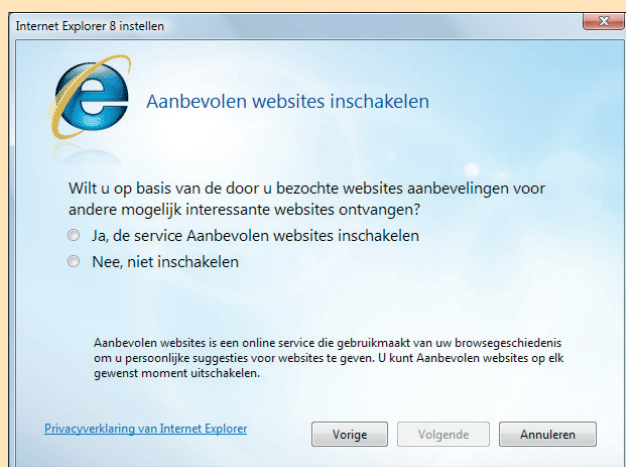 Internet Explorer 8 instellen
Aanbevolen websites inschakelen
Wilt u op basis van de door u bezochte websites aanbevelingen voor
andere mogelijk interessante websites ontvangen?
Ja, de service Aanbevolen websites inschakelen
Nee, niet inschakelen
Aanbevolen websites is een online service die gebruikmaakt van uw browsegeschiedenis
om u persoonlijke suggesties voor websites te geven. U kunt Aanbevolen websites op elk
gewenst moment uitschakelen.
Privacyverklaring van Internet Explorer
Vorige
Volgende
Annuleren